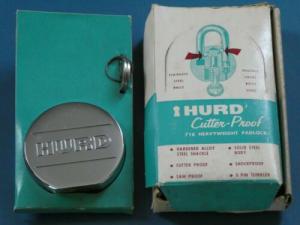 HURD
HURD
Cutter-Proof
710 HEAVYWEIGHT PADLOCK
HARDENED ALLOY
STEEL SHACKLE
SOLID STEEL
BODY
CUTTER PROOF
SHOCKPROOF
SAW PROOF
5 PIN TUMBLER